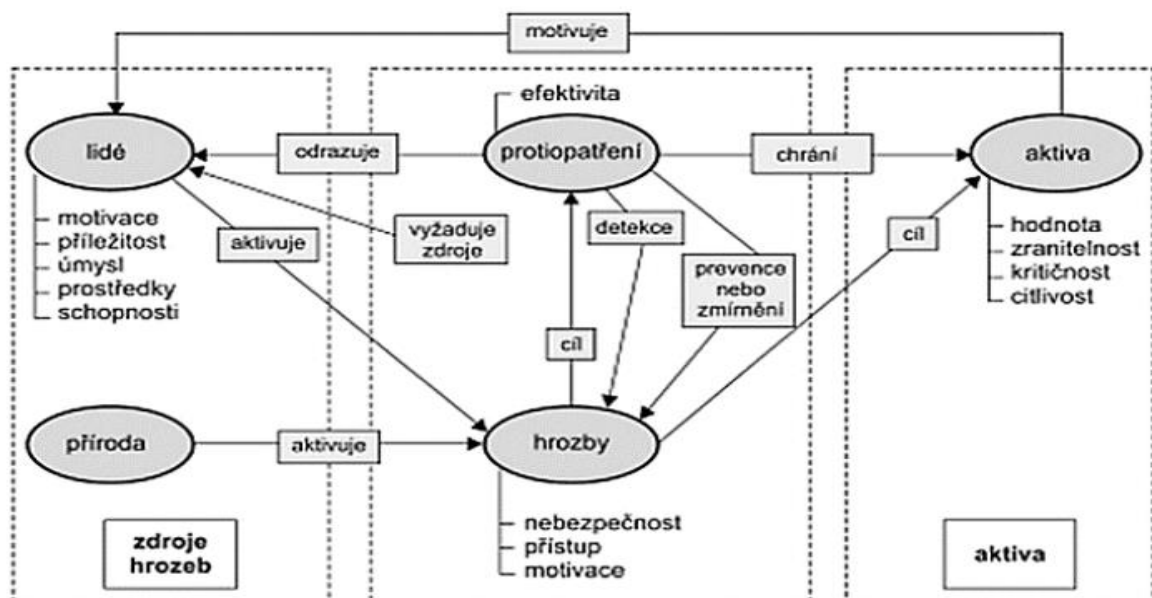 motivuje
efektivita
lidé
odrazuje
protiopatření
chrání
aktiva
motivace
příležitost
úmysl
prostředky
schopnosti
aktivuje
vyžaduje
zdroje
detekce
prevence
nebo
zmírnění
cíl
hodnota
zranitelnost
kritičnost
citlivost
cíl
příroda
aktivuje
hrozby
nebezpečnost
přístup
motivace
zdroje
hrozeb
aktiva